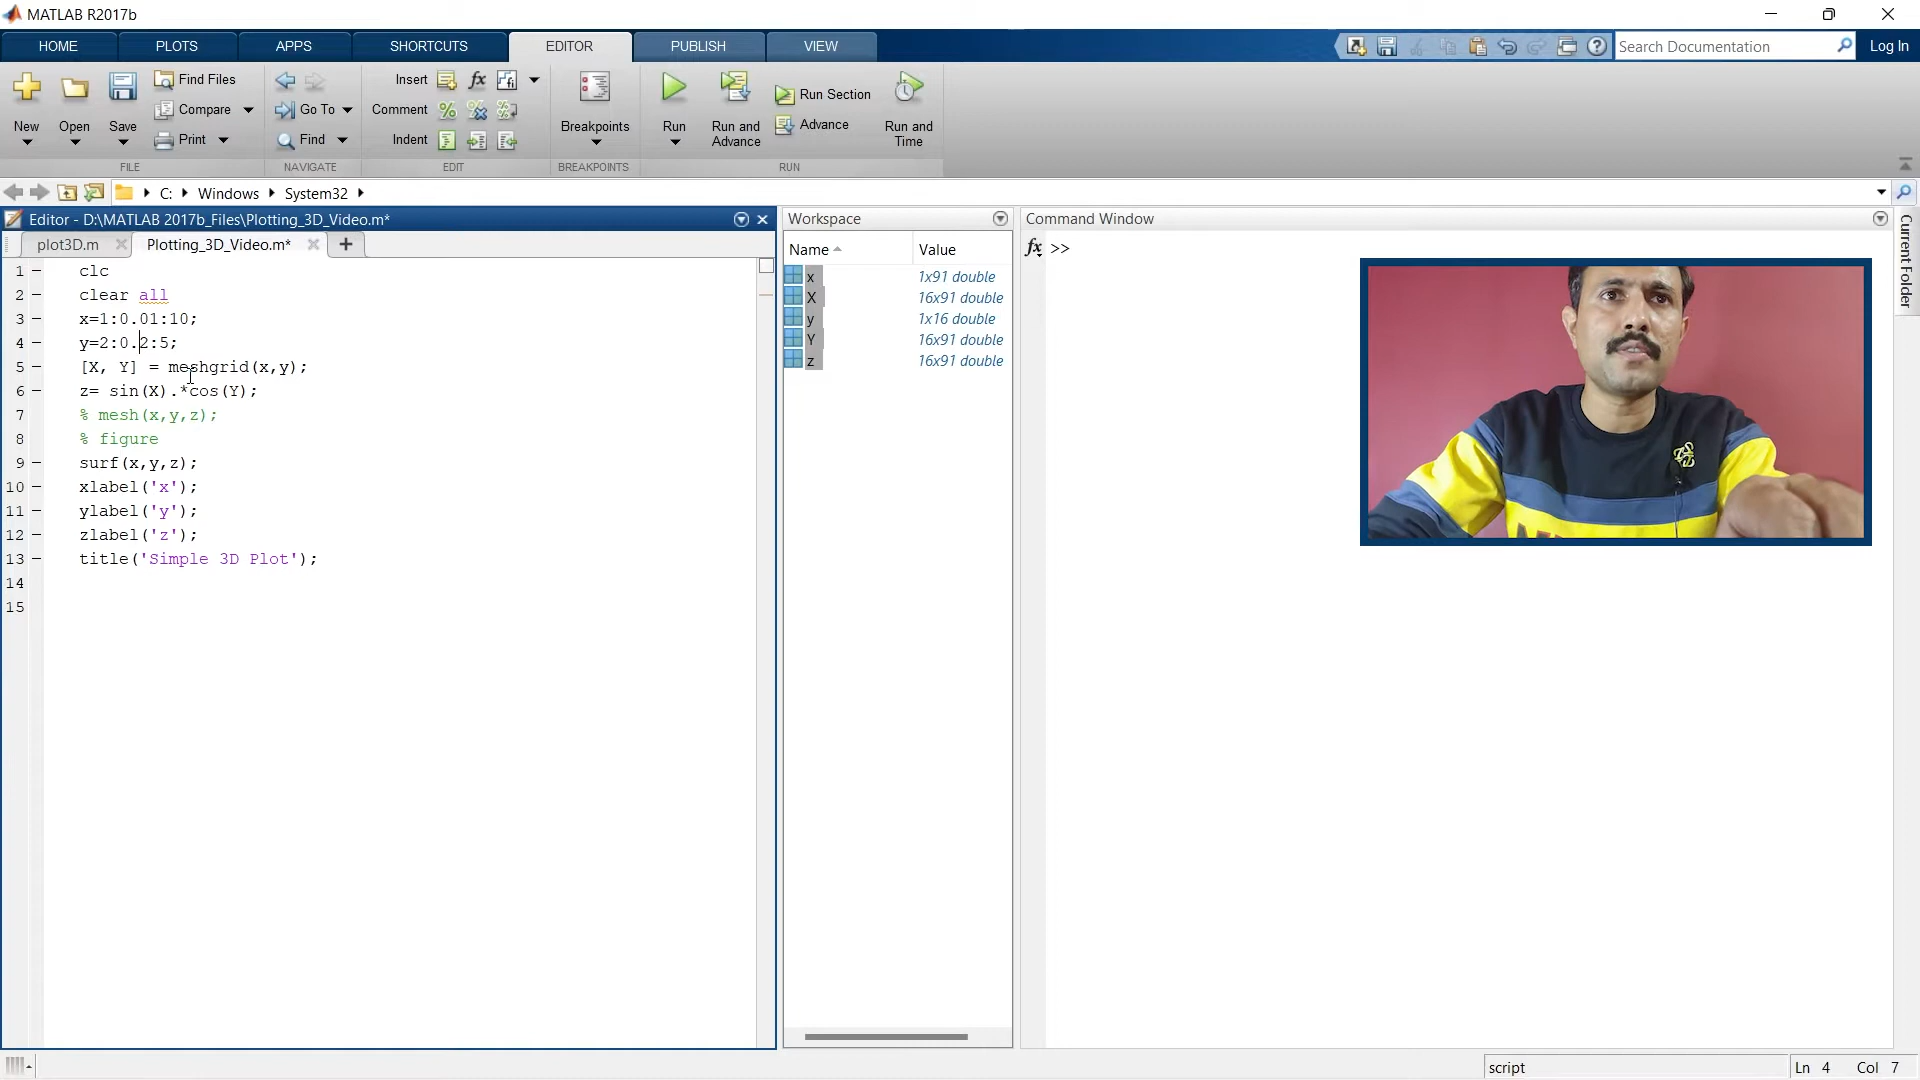 MATLAB R2017b
HOME PLOTS APPS SHORTCUTS EDITOR PUBLISH VIEW
Search Documentation
Log In
New
Open
Save
Find Files
Compare
Print
FILE
Go To
Find
NAVIGATE
Insert fx
Comment
Indent
EDIT
Breakpoints
BREAKPOINTS
Run
Run and Advance
Run Section
Advance
Run and Time
RUN
C: Windows System32
Editor - D:\MATLAB 2017b_Files\Plotting_3D_Video.m*
plot3D.m
Plotting_3D_Video.m*
1 clc
2 clear all
3 x=1:0.01:10;
4 y=2:0.2:5;
5 [X, Y] = meshgrid(x,y);
6 z= sin(X).*cos(Y);
7 % mesh(x,y,z);
8 % figure
9 surf(x,y,z);
10 xlabel('x');
11 ylabel('y');
12 zlabel('z');
13 title('Simple 3D Plot');
14
15
Workspace
Name Value
x 1x91 double
X 16x91 double
y 1x16 double
Y 16x91 double
z 16x91 double
Command Window
fx >>
Current Folder
script
Ln 4 Col 7